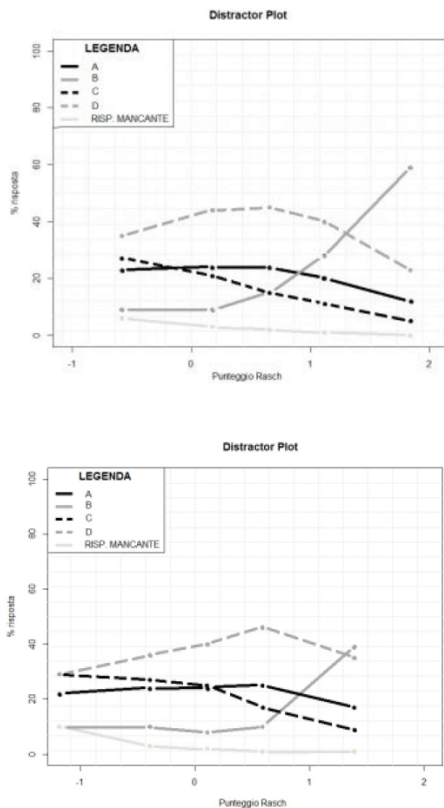 Distractor Plot
LEGENDA
A
B
C
D
RISP. MANCANTE
100
80
60
40
20
0
% risposta
-1
0
1
2
Punteggio Rasch
Distractor Plot
LEGENDA
A
B
C
D
RISP. MANCANTE
100
80
60
40
20
0
% risposta
-1
0
1
2
Punteggio Rasch